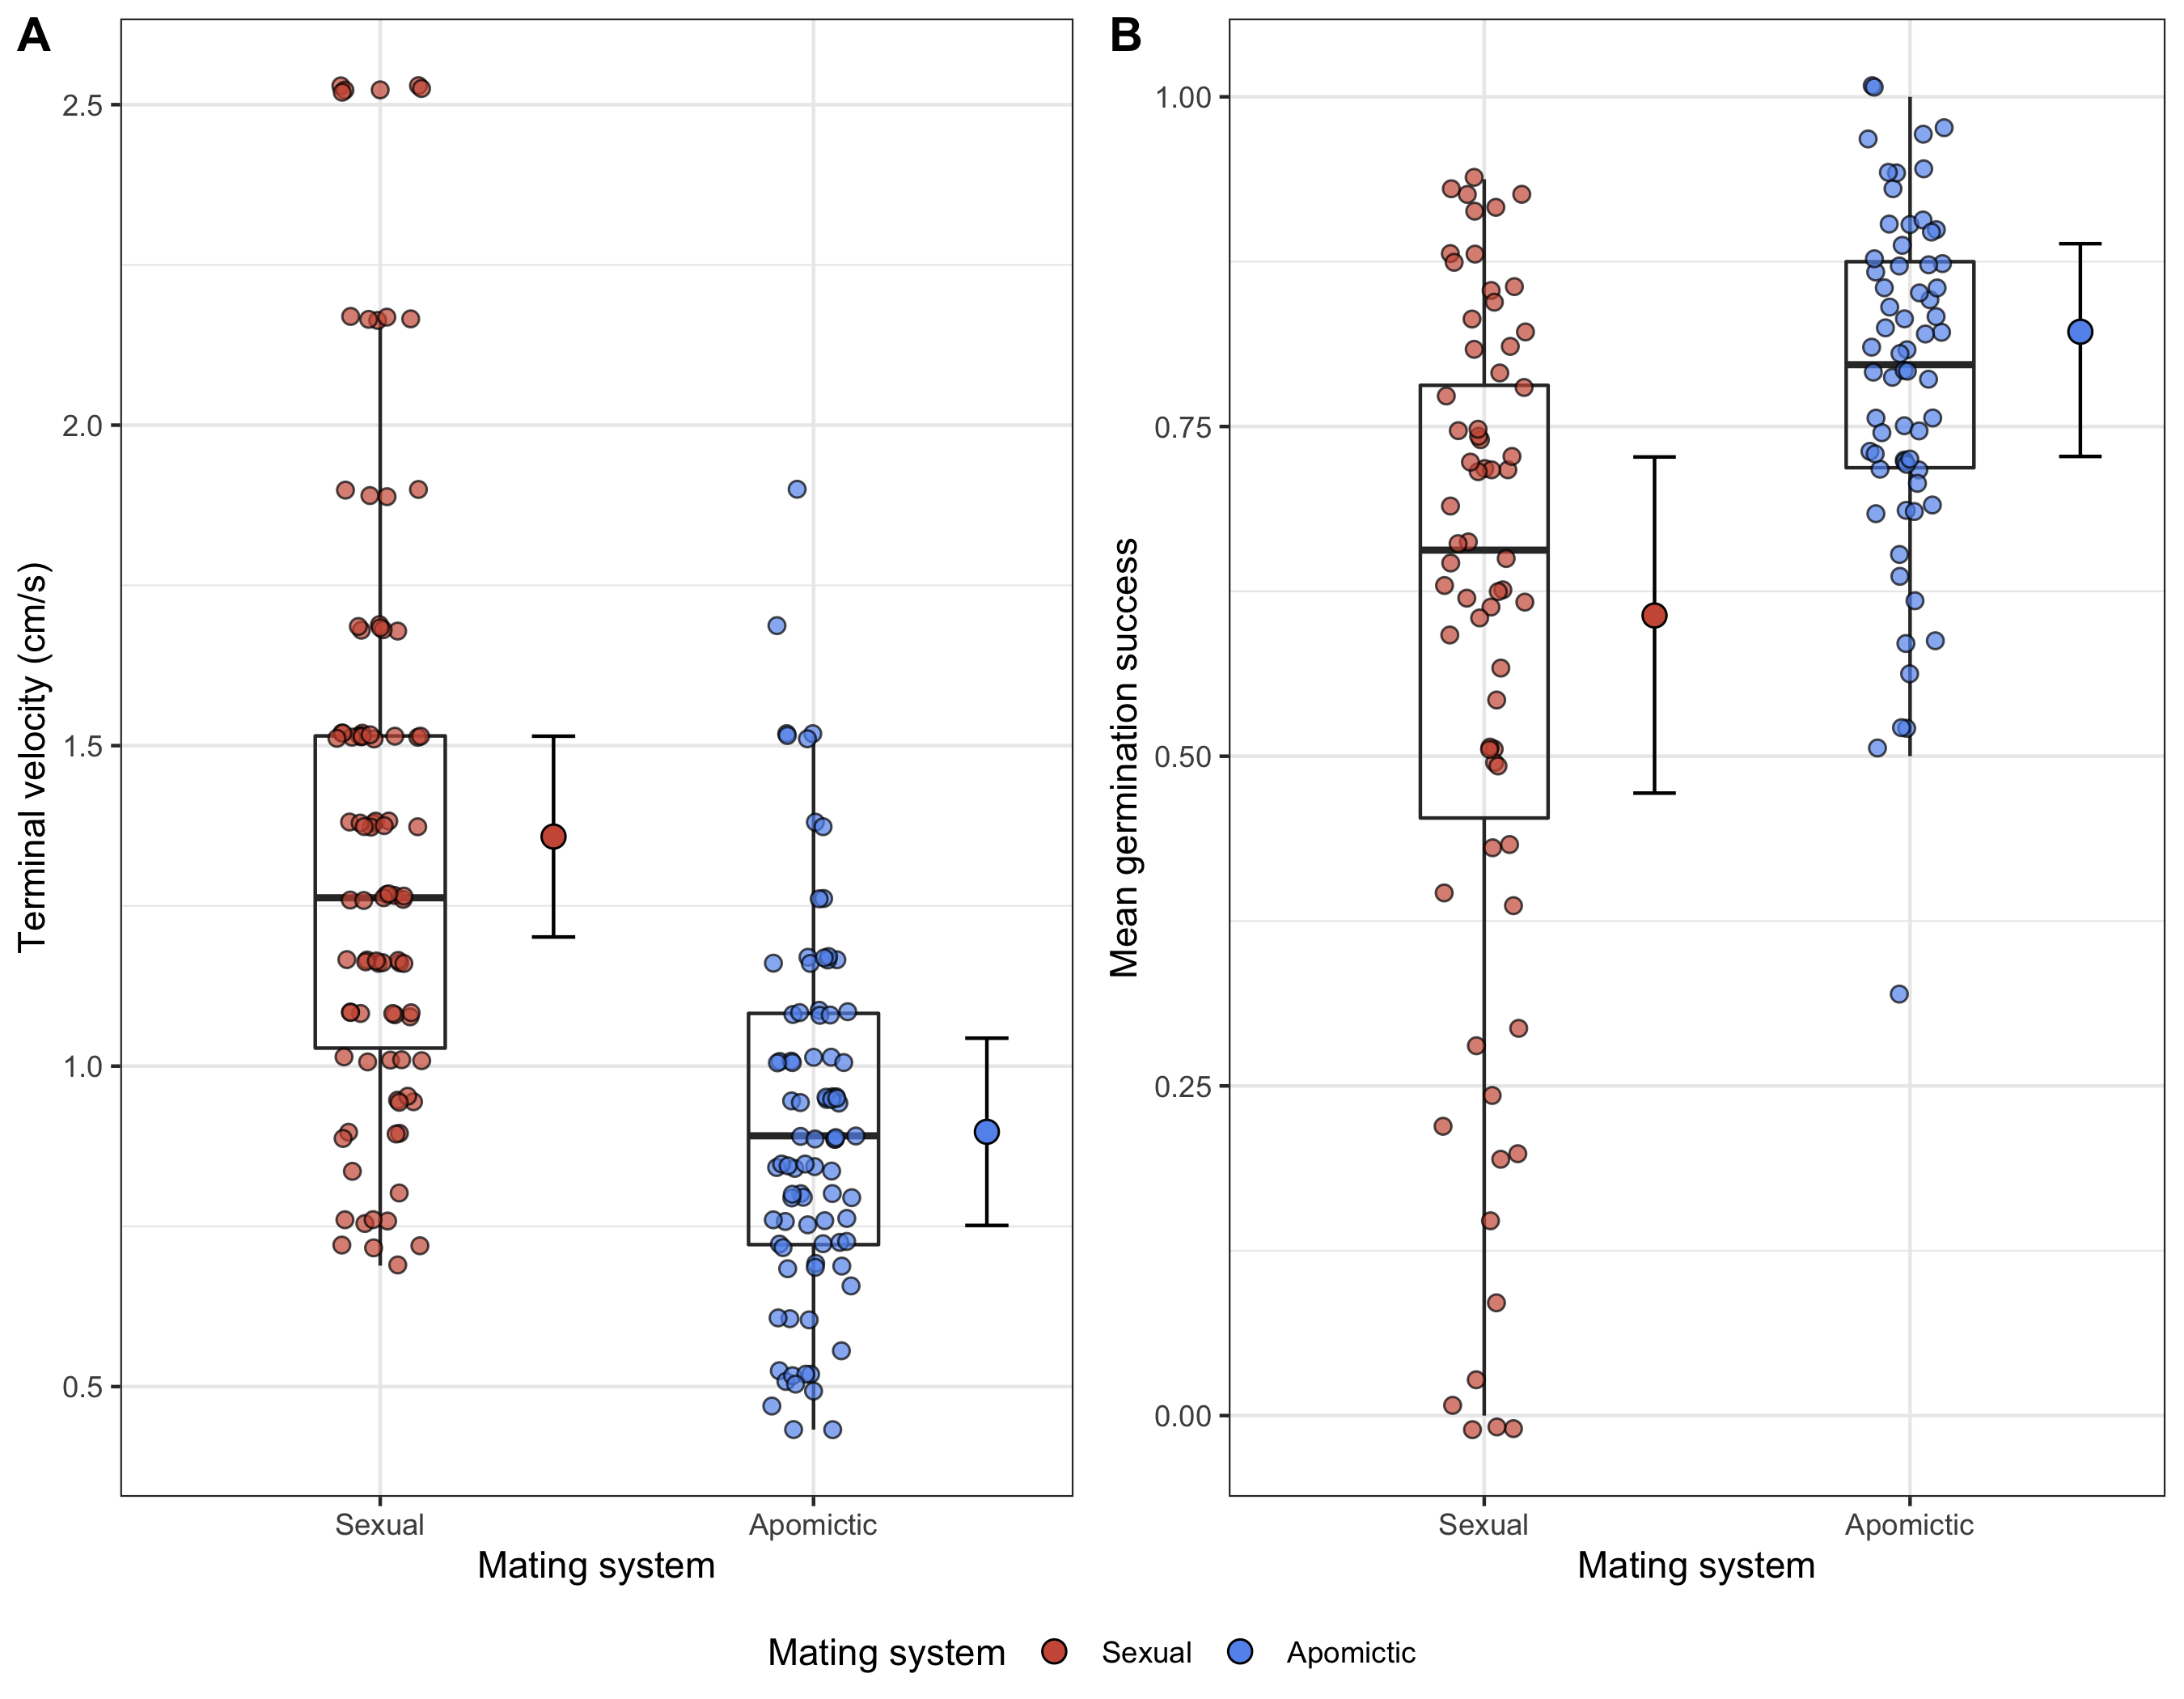 A
Terminal velocity (cm/s)
2.5
2.0
1.5
1.0
0.5
Sexual Apomictic
Mating system
B
Mean germination success
1.00
0.75
0.50
0.25
0.00
Sexual Apomictic
Mating system
Mating system Sexual Apomictic